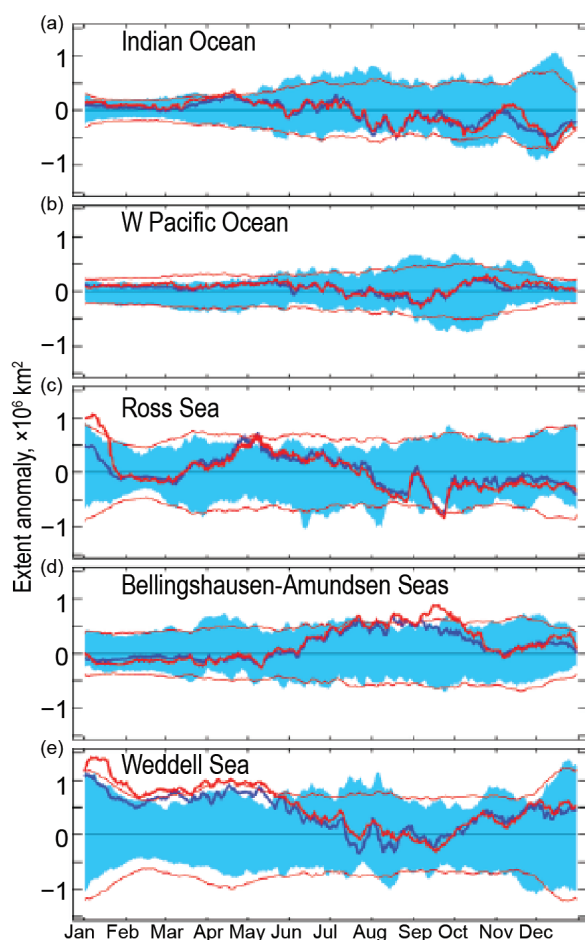 (a)
Indian Ocean
1
0
−1
(b)
W Pacific Ocean
1
0
−1
(c)
Ross Sea
1
0
−1
Extent anomaly, ×10⁶ km²
(d)
Bellingshausen-Amundsen Seas
1
0
−1
(e)
Weddell Sea
1
0
−1
Jan Feb Mar Apr May Jun Jul Aug Sep Oct Nov Dec